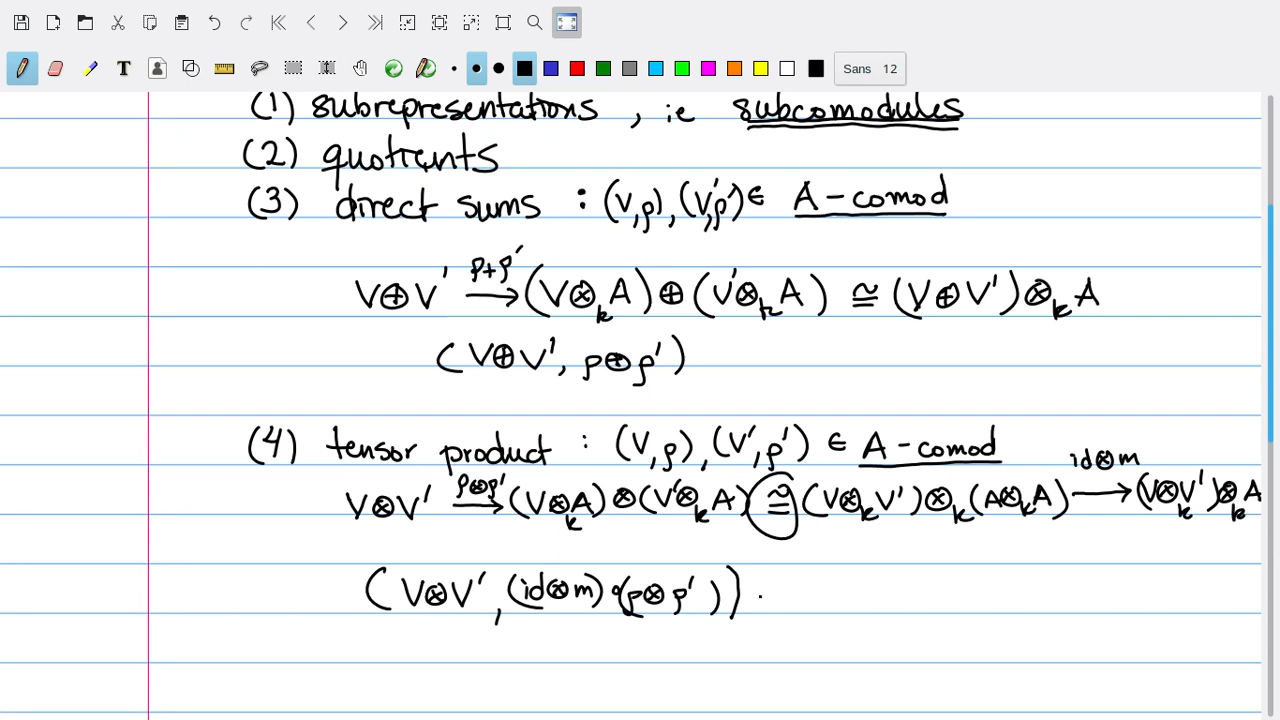 Sans 12
(1) subrepresentations , ie subcomodules
(2) quotients
(3) direct sums : (V,ρ), (V',ρ') ∈ A-comod
V⊕V' —ρ+ρ'→ (V⊗ₖA)⊕(V'⊗ₖA) ≅ (V⊕V')⊗ₖA
(V⊕V', ρ⊕ρ')
(4) tensor product : (V,ρ), (V',ρ') ∈ A-comod
V⊗V' —ρ⊗ρ'→ (V⊗ₖA)⊗(V'⊗ₖA) ≅ (V⊗ₖV')⊗ₖ(A⊗ₖA) —id⊗m→ (V⊗ₖV')⊗ₖA
(V⊗V', (id⊗m)∘(ρ⊗ρ')) .